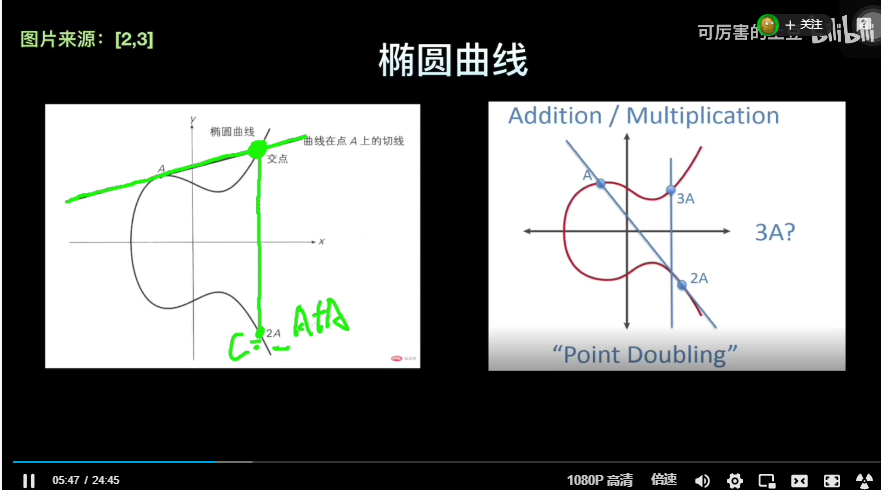 图片来源：[2,3]
+ 关注
可厉害的土豆
bilibili
椭圆曲线
y
椭圆曲线
曲线在点 A 上的切线
交点
A
x
2A
C = A+A
Addition / Multiplication
A
3A
3A?
2A
“Point Doubling”
05:47 / 24:45
1080P 高清
倍速